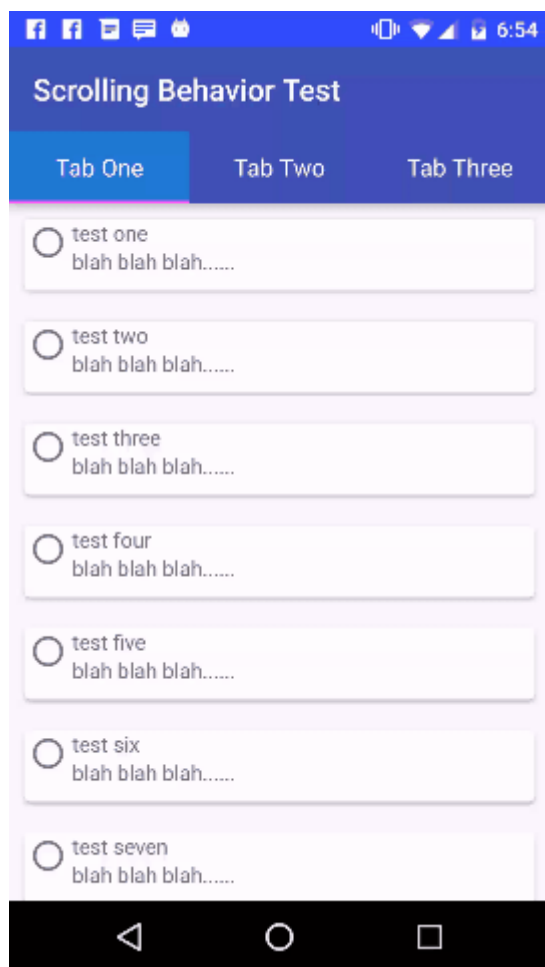 6:54
Scrolling Behavior Test
Tab One Tab Two Tab Three
test one
blah blah blah......
test two
blah blah blah......
test three
blah blah blah......
test four
blah blah blah......
test five
blah blah blah......
test six
blah blah blah......
test seven
blah blah blah......